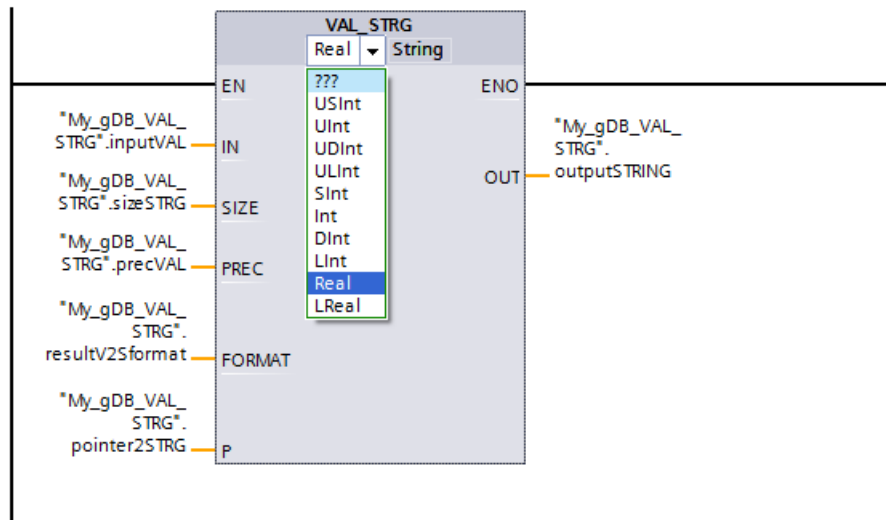 VAL_STRG
Real String
EN
ENO
???
USInt
UInt
UDInt
ULInt
SInt
Int
DInt
LInt
Real
LReal
"My_gDB_VAL_
STRG".inputVAL
IN
"My_gDB_VAL_
STRG".sizeSTRG
SIZE
"My_gDB_VAL_
STRG".precVAL
PREC
"My_gDB_VAL_
STRG".
resultV2Sformat
FORMAT
"My_gDB_VAL_
STRG".
pointer2STRG
P
OUT
"My_gDB_VAL_
STRG".
outputSTRING